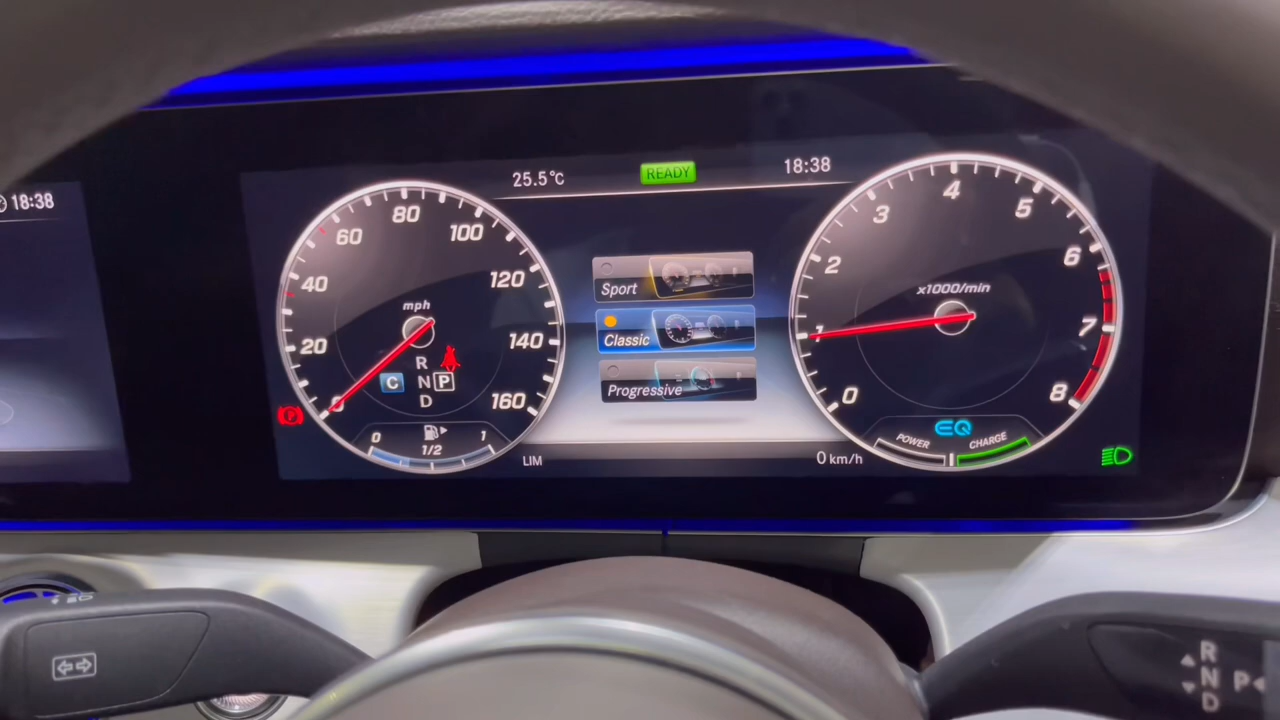 18:38
25.5°C
READY
18:38
mph
0
20
40
60
80
100
120
140
160
R
N
D
P
C
0
1/2
1
LIM
Sport
Classic
Progressive
0 km/h
x1000/min
0
1
2
3
4
5
6
7
8
EQ
POWER
CHARGE
R
N
D
P